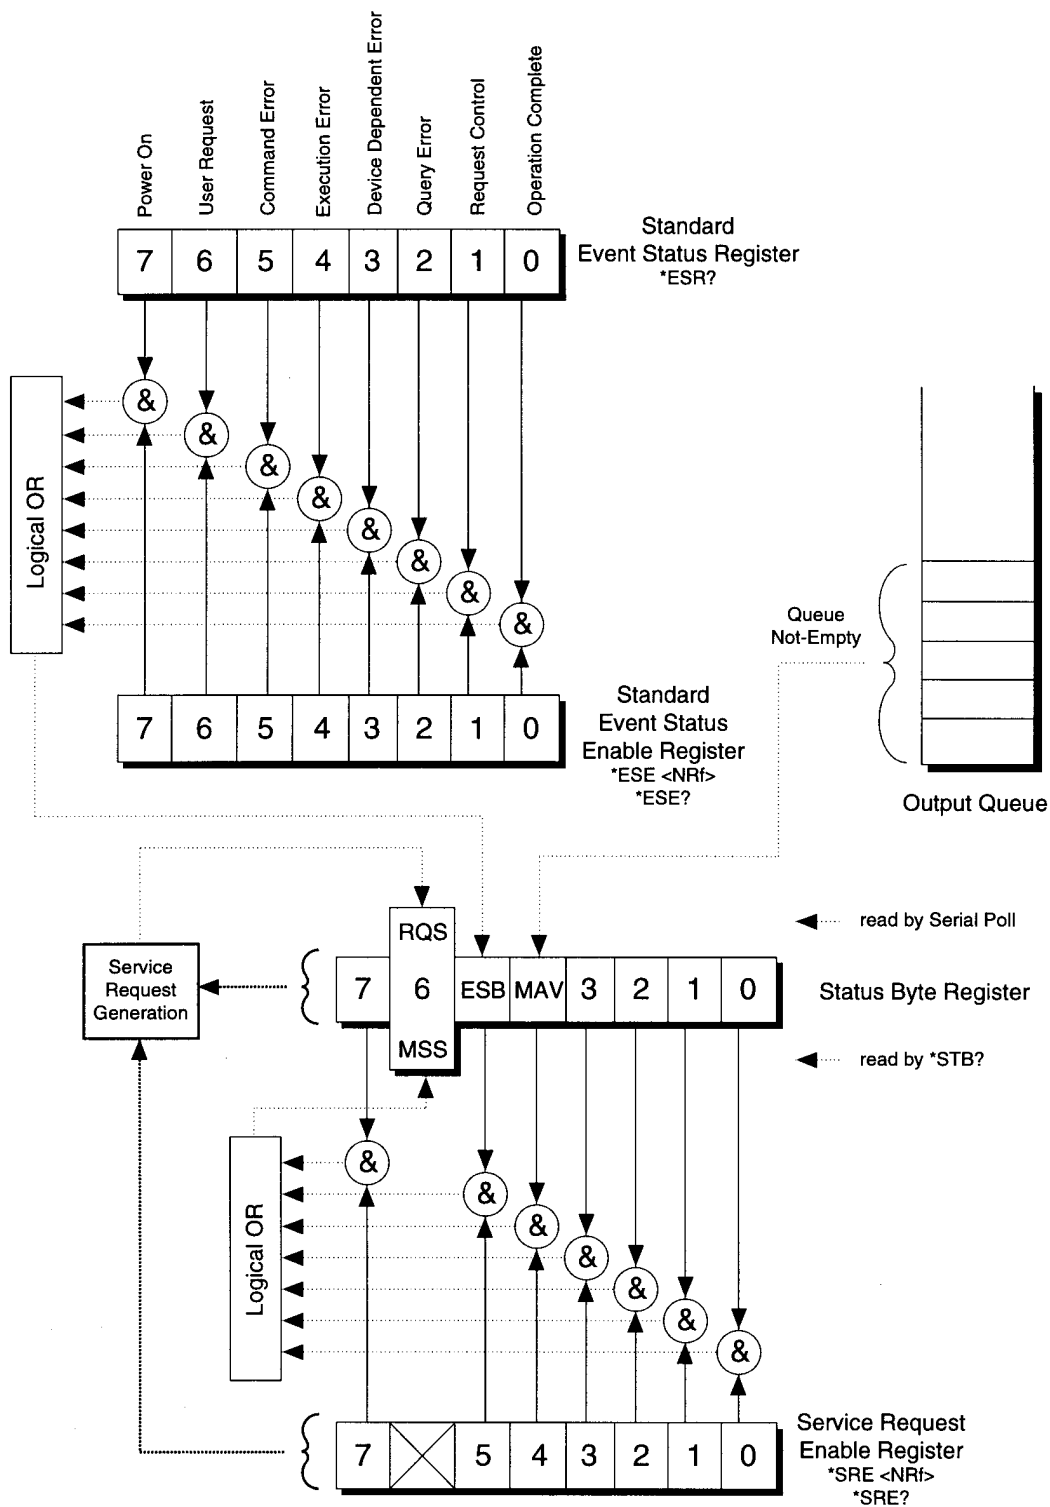 Power On
User Request
Command Error
Execution Error
Device Dependent Error
Query Error
Request Control
Operation Complete
7 6 5 4 3 2 1 0
Standard
Event Status Register
*ESR?
&
&
&
&
&
&
&
&
Logical OR
Queue
Not-Empty
7 6 5 4 3 2 1 0
Standard
Event Status
Enable Register
*ESE <NRf>
*ESE?
Output Queue
RQS
read by Serial Poll
Service
Request
Generation
7 6 ESB MAV 3 2 1 0
Status Byte Register
MSS
read by *STB?
&
&
&
&
&
&
&
Logical OR
7 5 4 3 2 1 0
Service Request
Enable Register
*SRE <NRf>
*SRE?